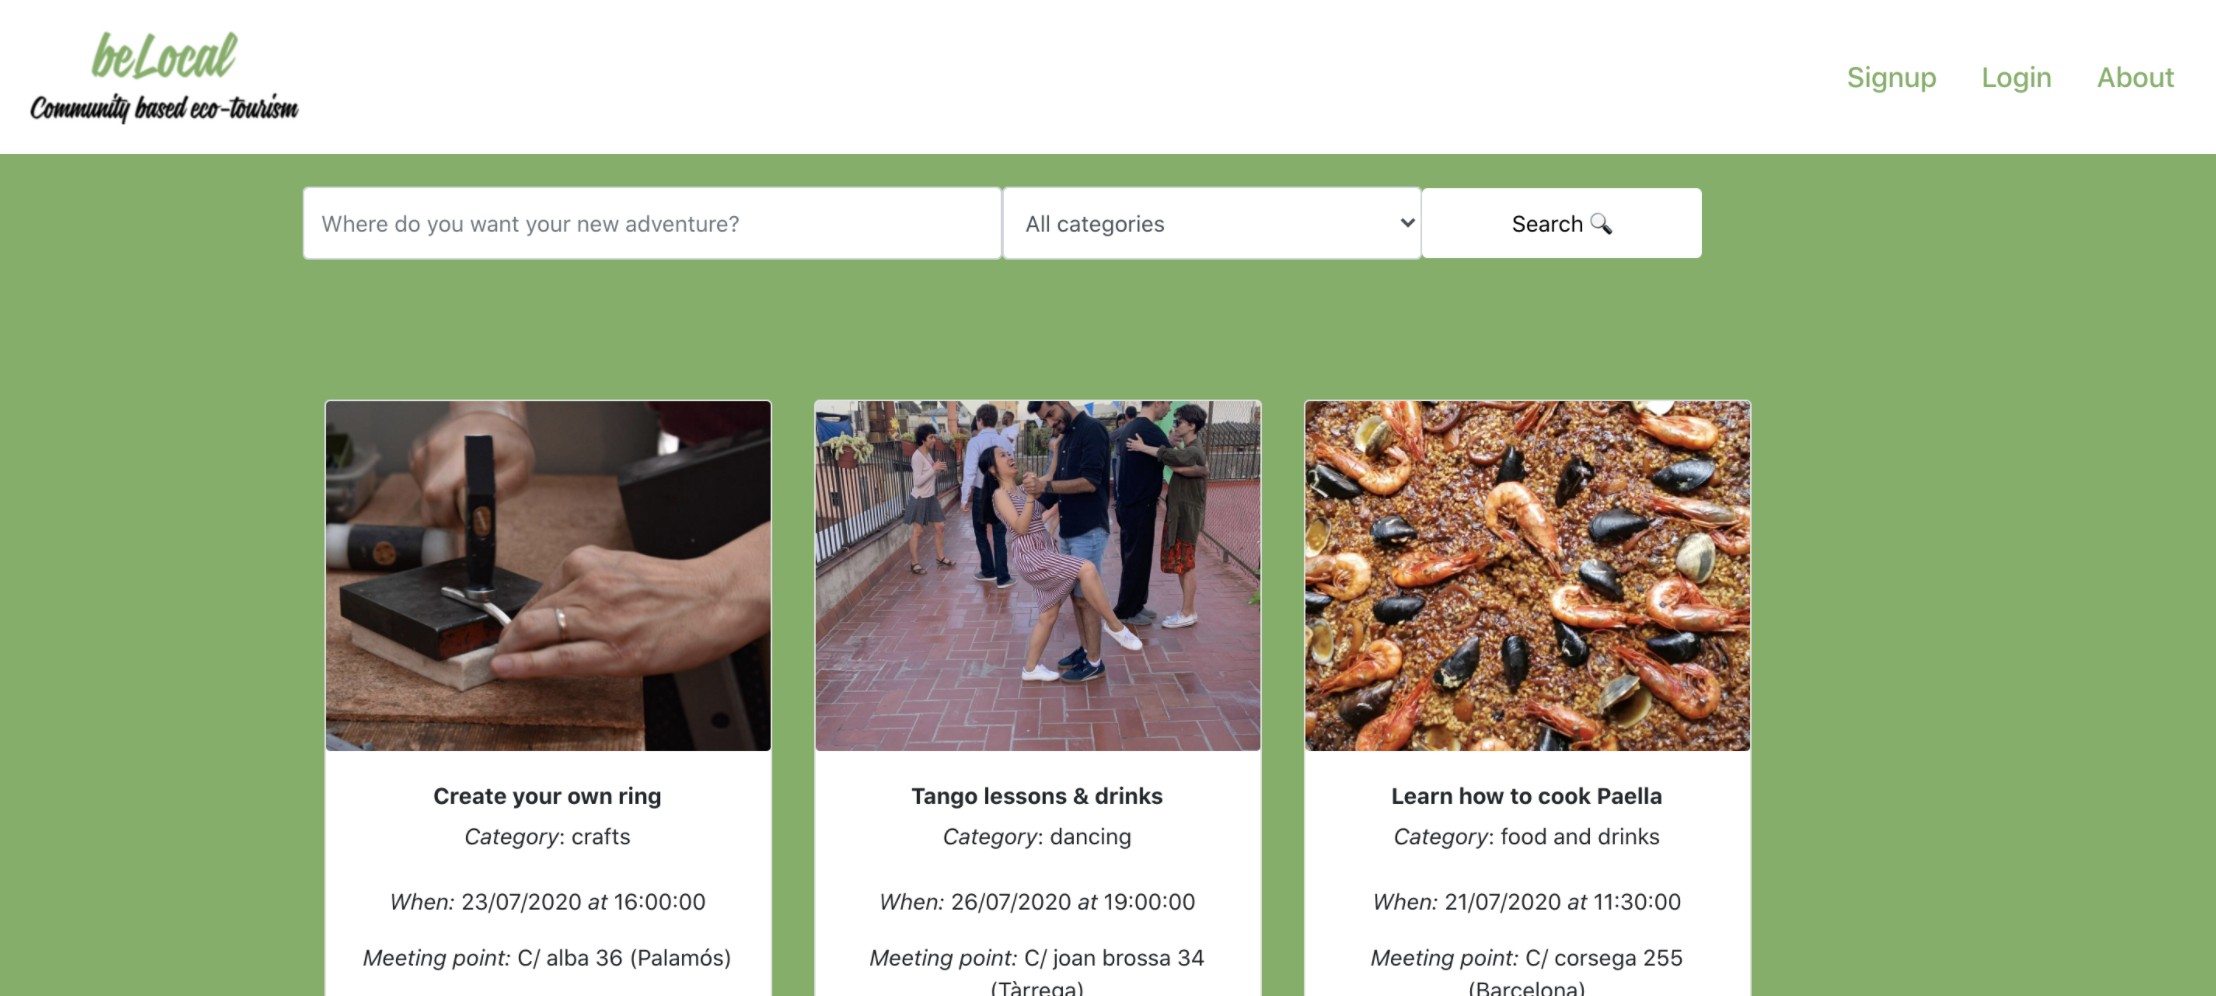 beLocal
Community based eco-tourism
Signup Login About
Where do you want your new adventure? All categories Search
Create your own ring
Category: crafts
When: 23/07/2020 at 16:00:00
Meeting point: C/ alba 36 (Palamós)
Tango lessons & drinks
Category: dancing
When: 26/07/2020 at 19:00:00
Meeting point: C/ joan brossa 34
(Tàrrega)
Learn how to cook Paella
Category: food and drinks
When: 21/07/2020 at 11:30:00
Meeting point: C/ corsega 255
(Barcelona)